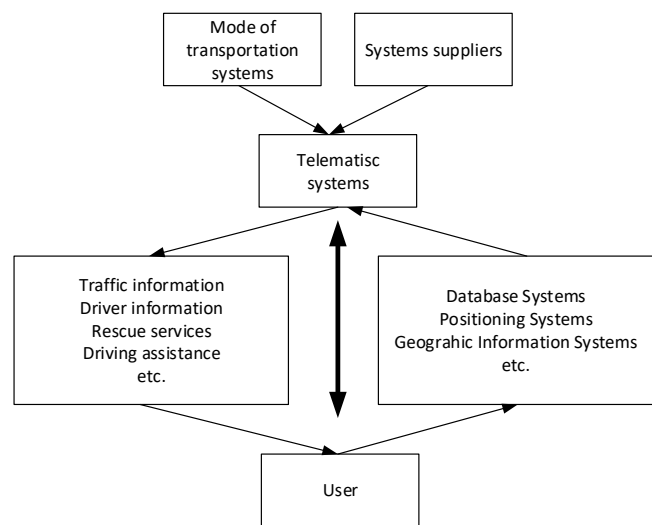 Mode of
transportation
systems
Systems suppliers
Telematisc
systems
Traffic information
Driver information
Rescue services
Driving assistance
etc.
Database Systems
Positioning Systems
Geograhic Information Systems
etc.
User